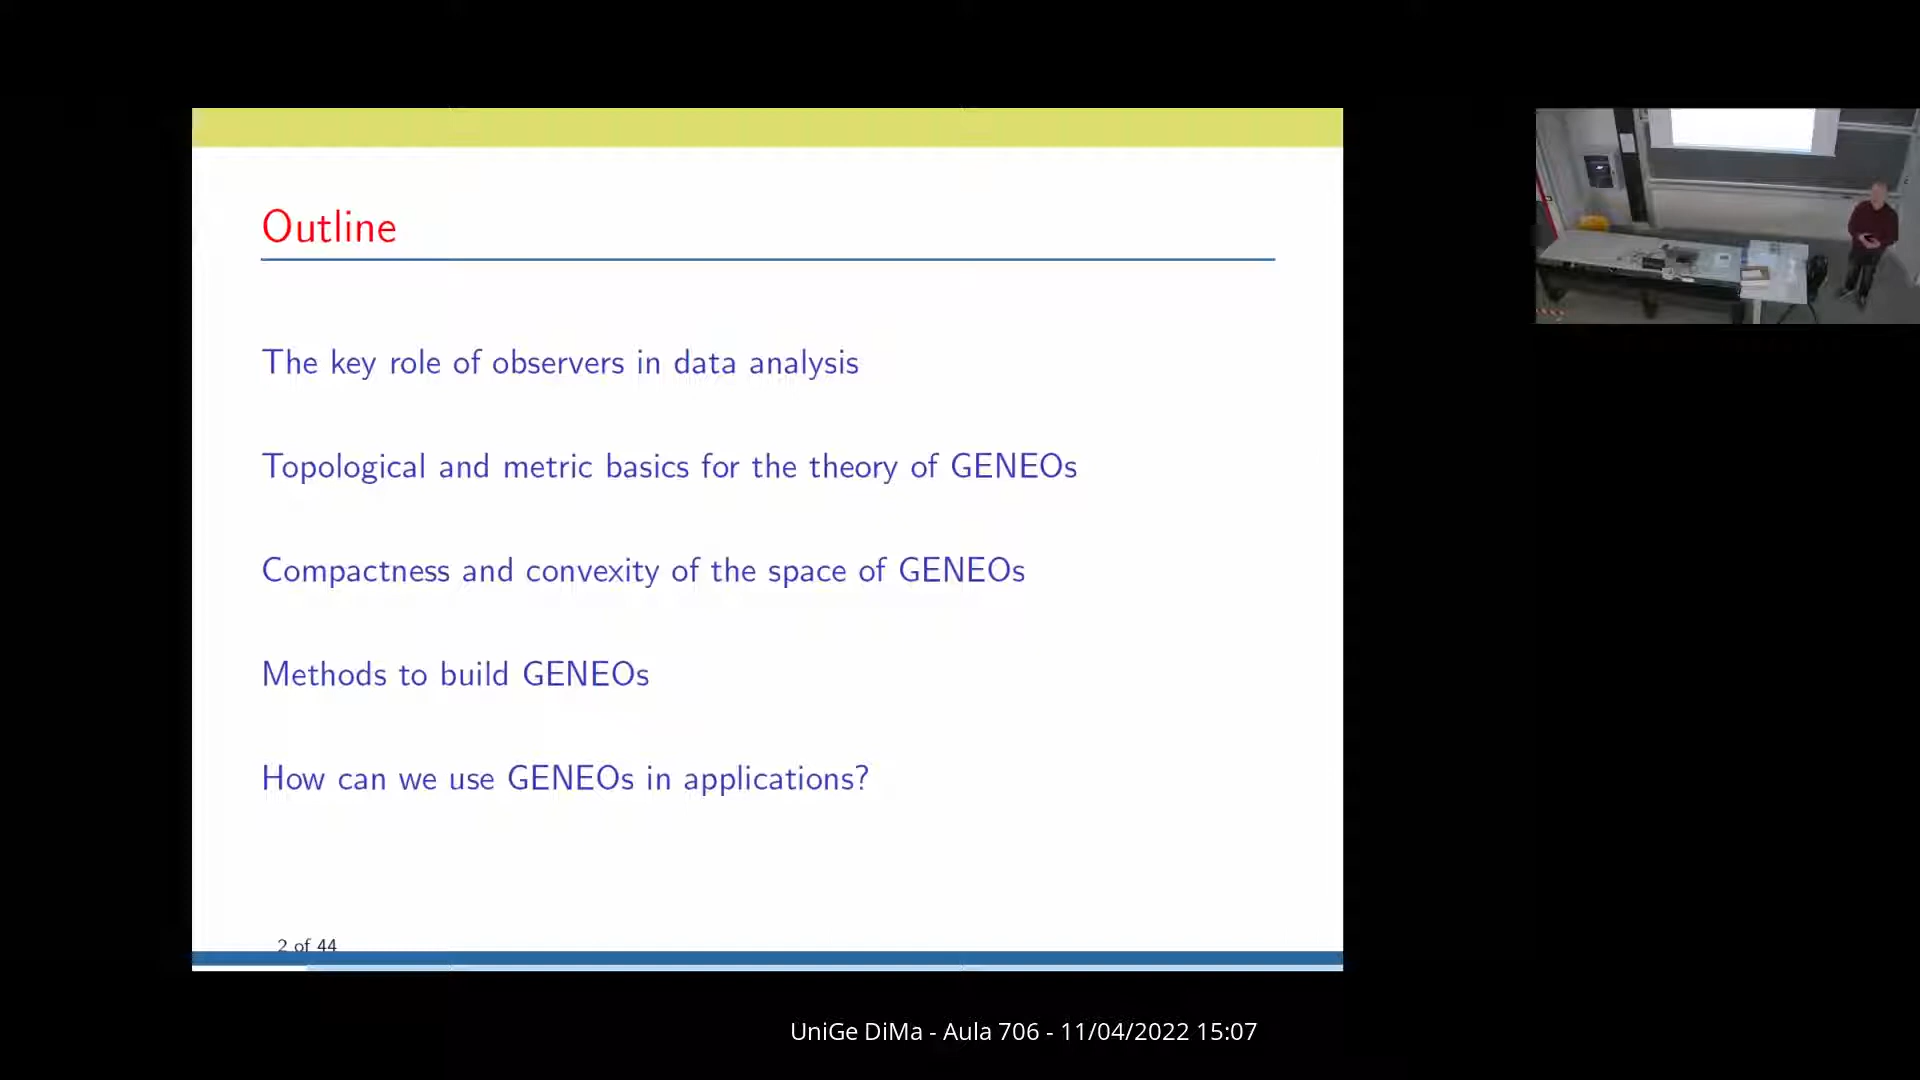 Outline
The key role of observers in data analysis
Topological and metric basics for the theory of GENEOs
Compactness and convexity of the space of GENEOs
Methods to build GENEOs
How can we use GENEOs in applications?
2 of 44
UniGe DiMa - Aula 706 - 11/04/2022 15:07